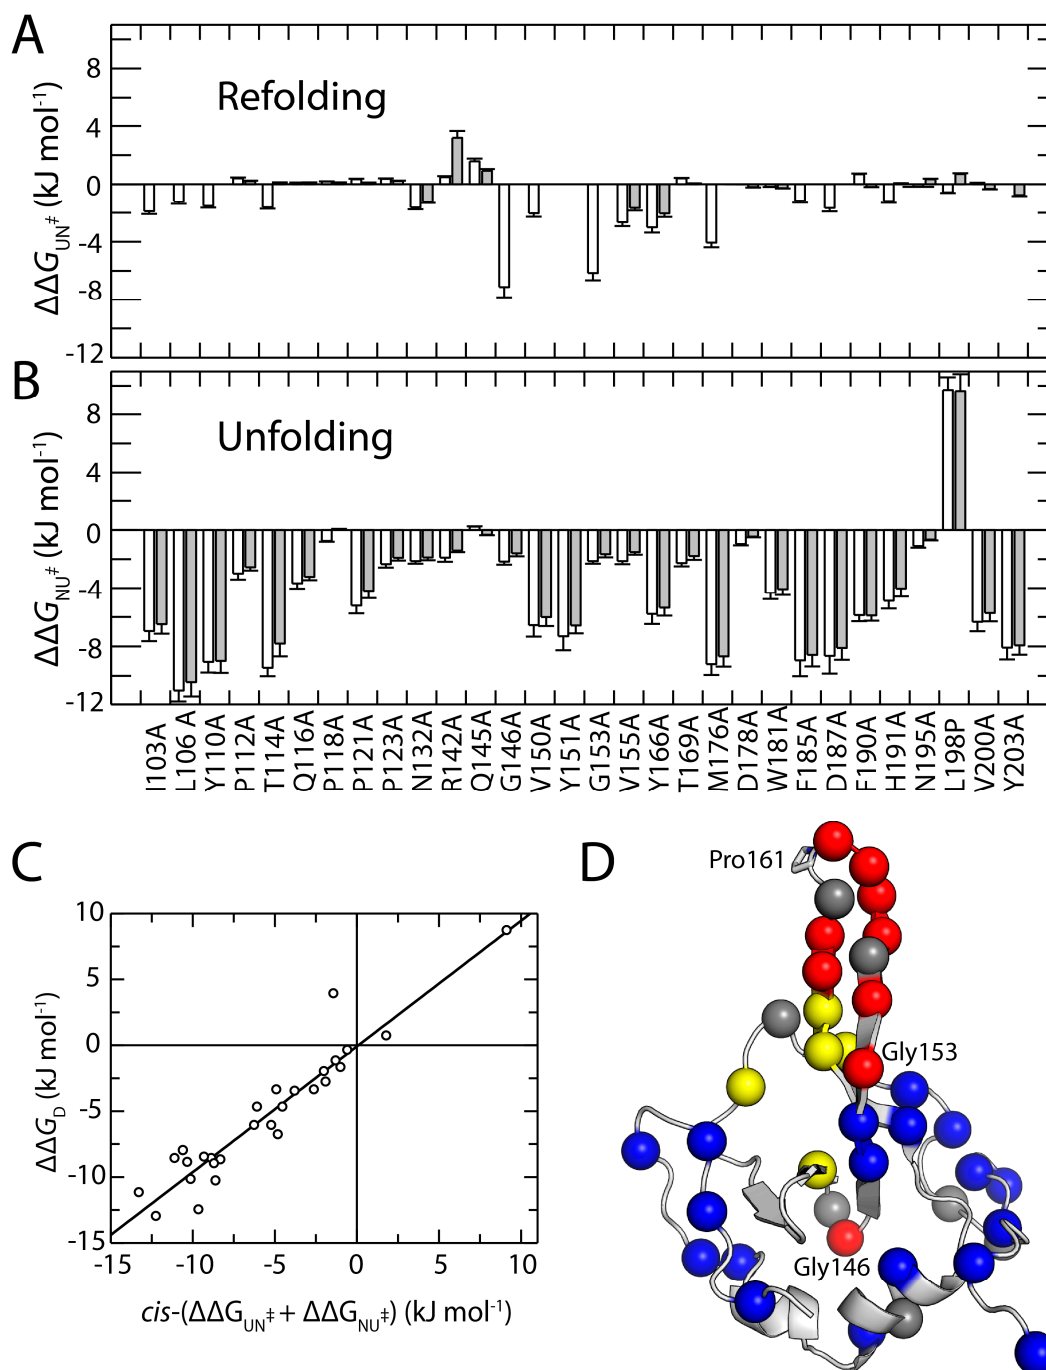 A
Refolding
ΔΔG_UN‡ (kJ mol⁻¹)
8
4
0
-4
-8
-12
B
Unfolding
ΔΔG_NU‡ (kJ mol⁻¹)
8
4
0
-4
-8
-12
I103A
L106 A
Y110A
P112A
T114A
Q116A
P118A
P121A
P123A
N132A
R142A
Q145A
G146A
V150A
Y151A
G153A
V155A
Y166A
T169A
M176A
D178A
W181A
F185A
D187A
F190A
H191A
N195A
L198P
V200A
Y203A
C
ΔΔG_D (kJ mol⁻¹)
10
5
0
-5
-10
-15
-15
-10
-5
0
5
10
cis-(ΔΔG_UN‡ + ΔΔG_NU‡) (kJ mol⁻¹)
D
Pro161
Gly153
Gly146